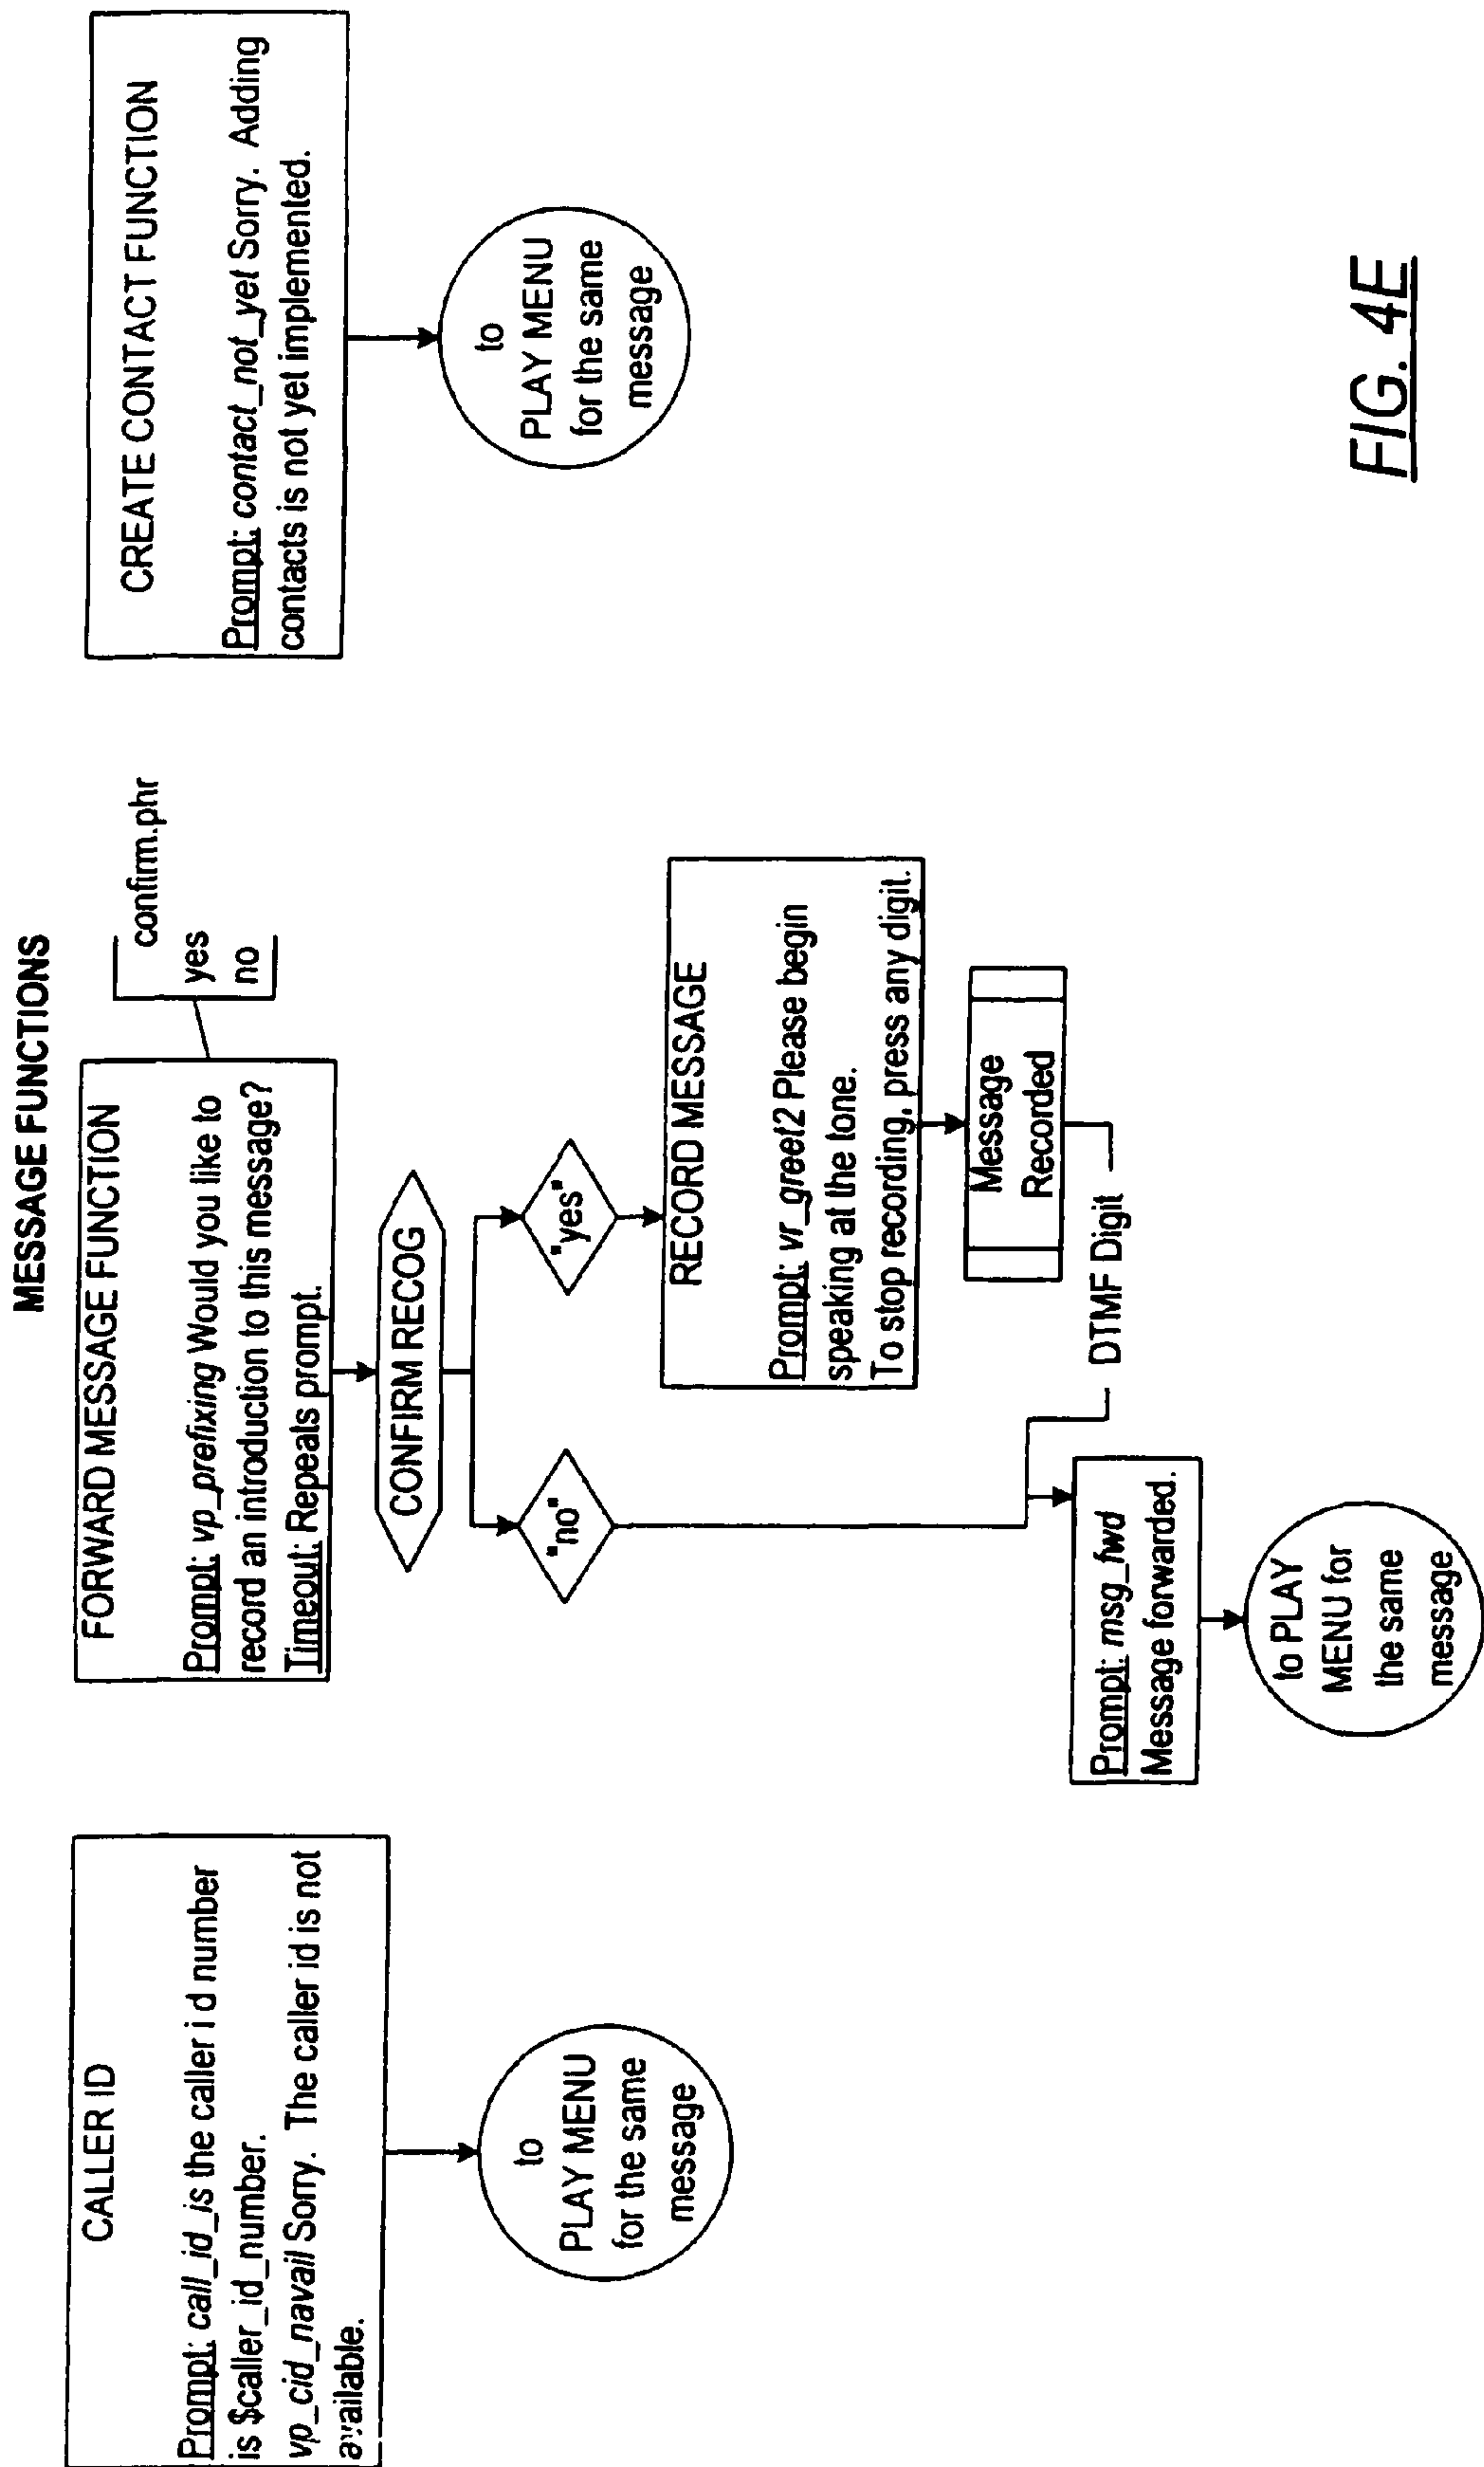 MESSAGE FUNCTIONS
CALLER ID
Prompt: call_id_is the caller i d number
is $caller_id_number.
vp_cid_navail Sorry. The caller id is not
available.
to
PLAY MENU
for the same
message
FORWARD MESSAGE FUNCTION
Prompt: vp_prefixing Would you like to
record an introduction to this message?
Timeout: Repeats prompt.
confirm.phr
yes
no
CONFIRM RECOG
"no"
"yes"
RECORD MESSAGE
Prompt: vr_greet2 Please begin
speaking at the tone.
To stop recording, press any digit.
Message
Recorded
DTMF Digit
Prompt: msg_fwd
Message forwarded.
to PLAY
MENU for
the same
message
CREATE CONTACT FUNCTION
Prompt: contact_not_yet Sorry. Adding
contacts is not yet implemented.
to
PLAY MENU
for the same
message
FIG. 4E